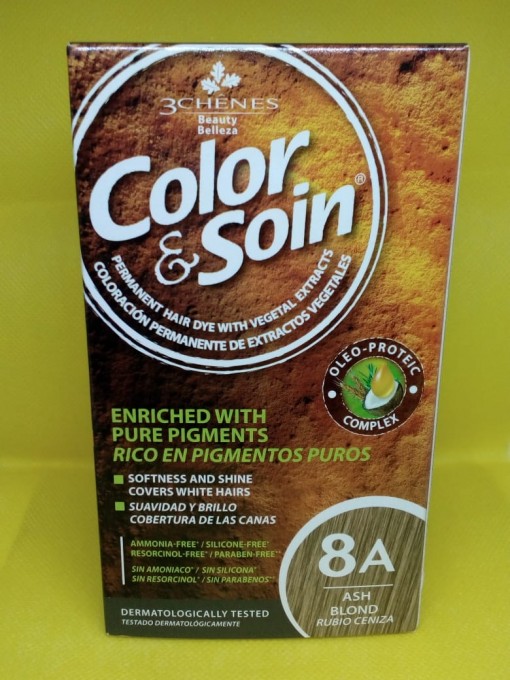 3CHÊNES
Beauty
Belleza
Color
& Soin®
PERMANENT HAIR DYE WITH VEGETAL EXTRACTS
COLORACIÓN PERMANENTE DE EXTRACTOS VEGETALES
OLEO-PROTEIC
COMPLEX
ENRICHED WITH
PURE PIGMENTS
RICO EN PIGMENTOS PUROS
SOFTNESS AND SHINE
COVERS WHITE HAIRS
SUAVIDAD Y BRILLO
COBERTURA DE LAS CANAS
AMMONIA-FREE* / SILICONE-FREE*
RESORCINOL-FREE* / PARABEN-FREE**
SIN AMONIACO* / SIN SILICONA*
SIN RESORCINOL* / SIN PARABENOS**
8A
ASH
BLOND
RUBIO CENIZA
DERMATOLOGICALLY TESTED
TESTADO DERMATOLÓGICAMENTE